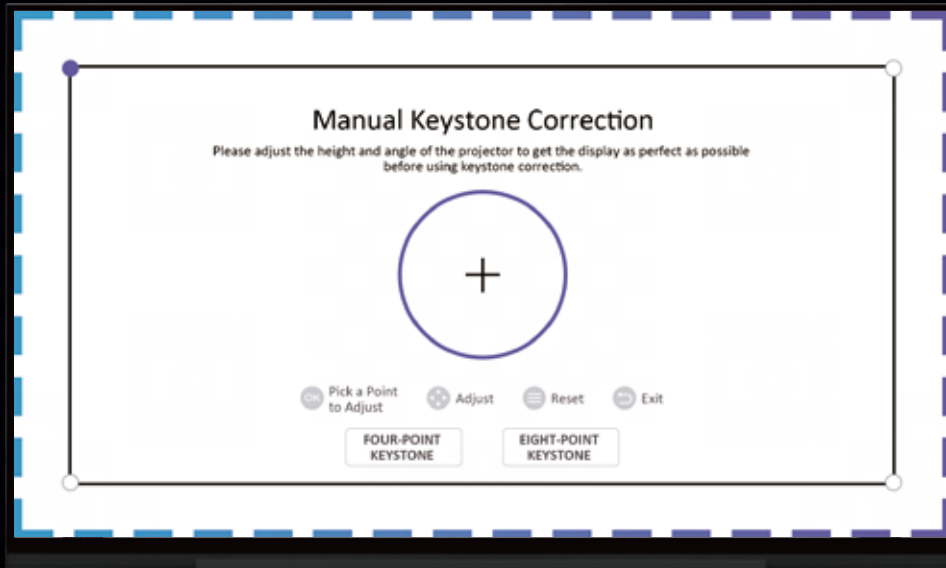 Manual Keystone Correction
Please adjust the height and angle of the projector to get the display as perfect as possible
before using keystone correction.
OK
Pick a Point
to Adjust
Adjust
Reset
Exit
FOUR-POINT
KEYSTONE
EIGHT-POINT
KEYSTONE